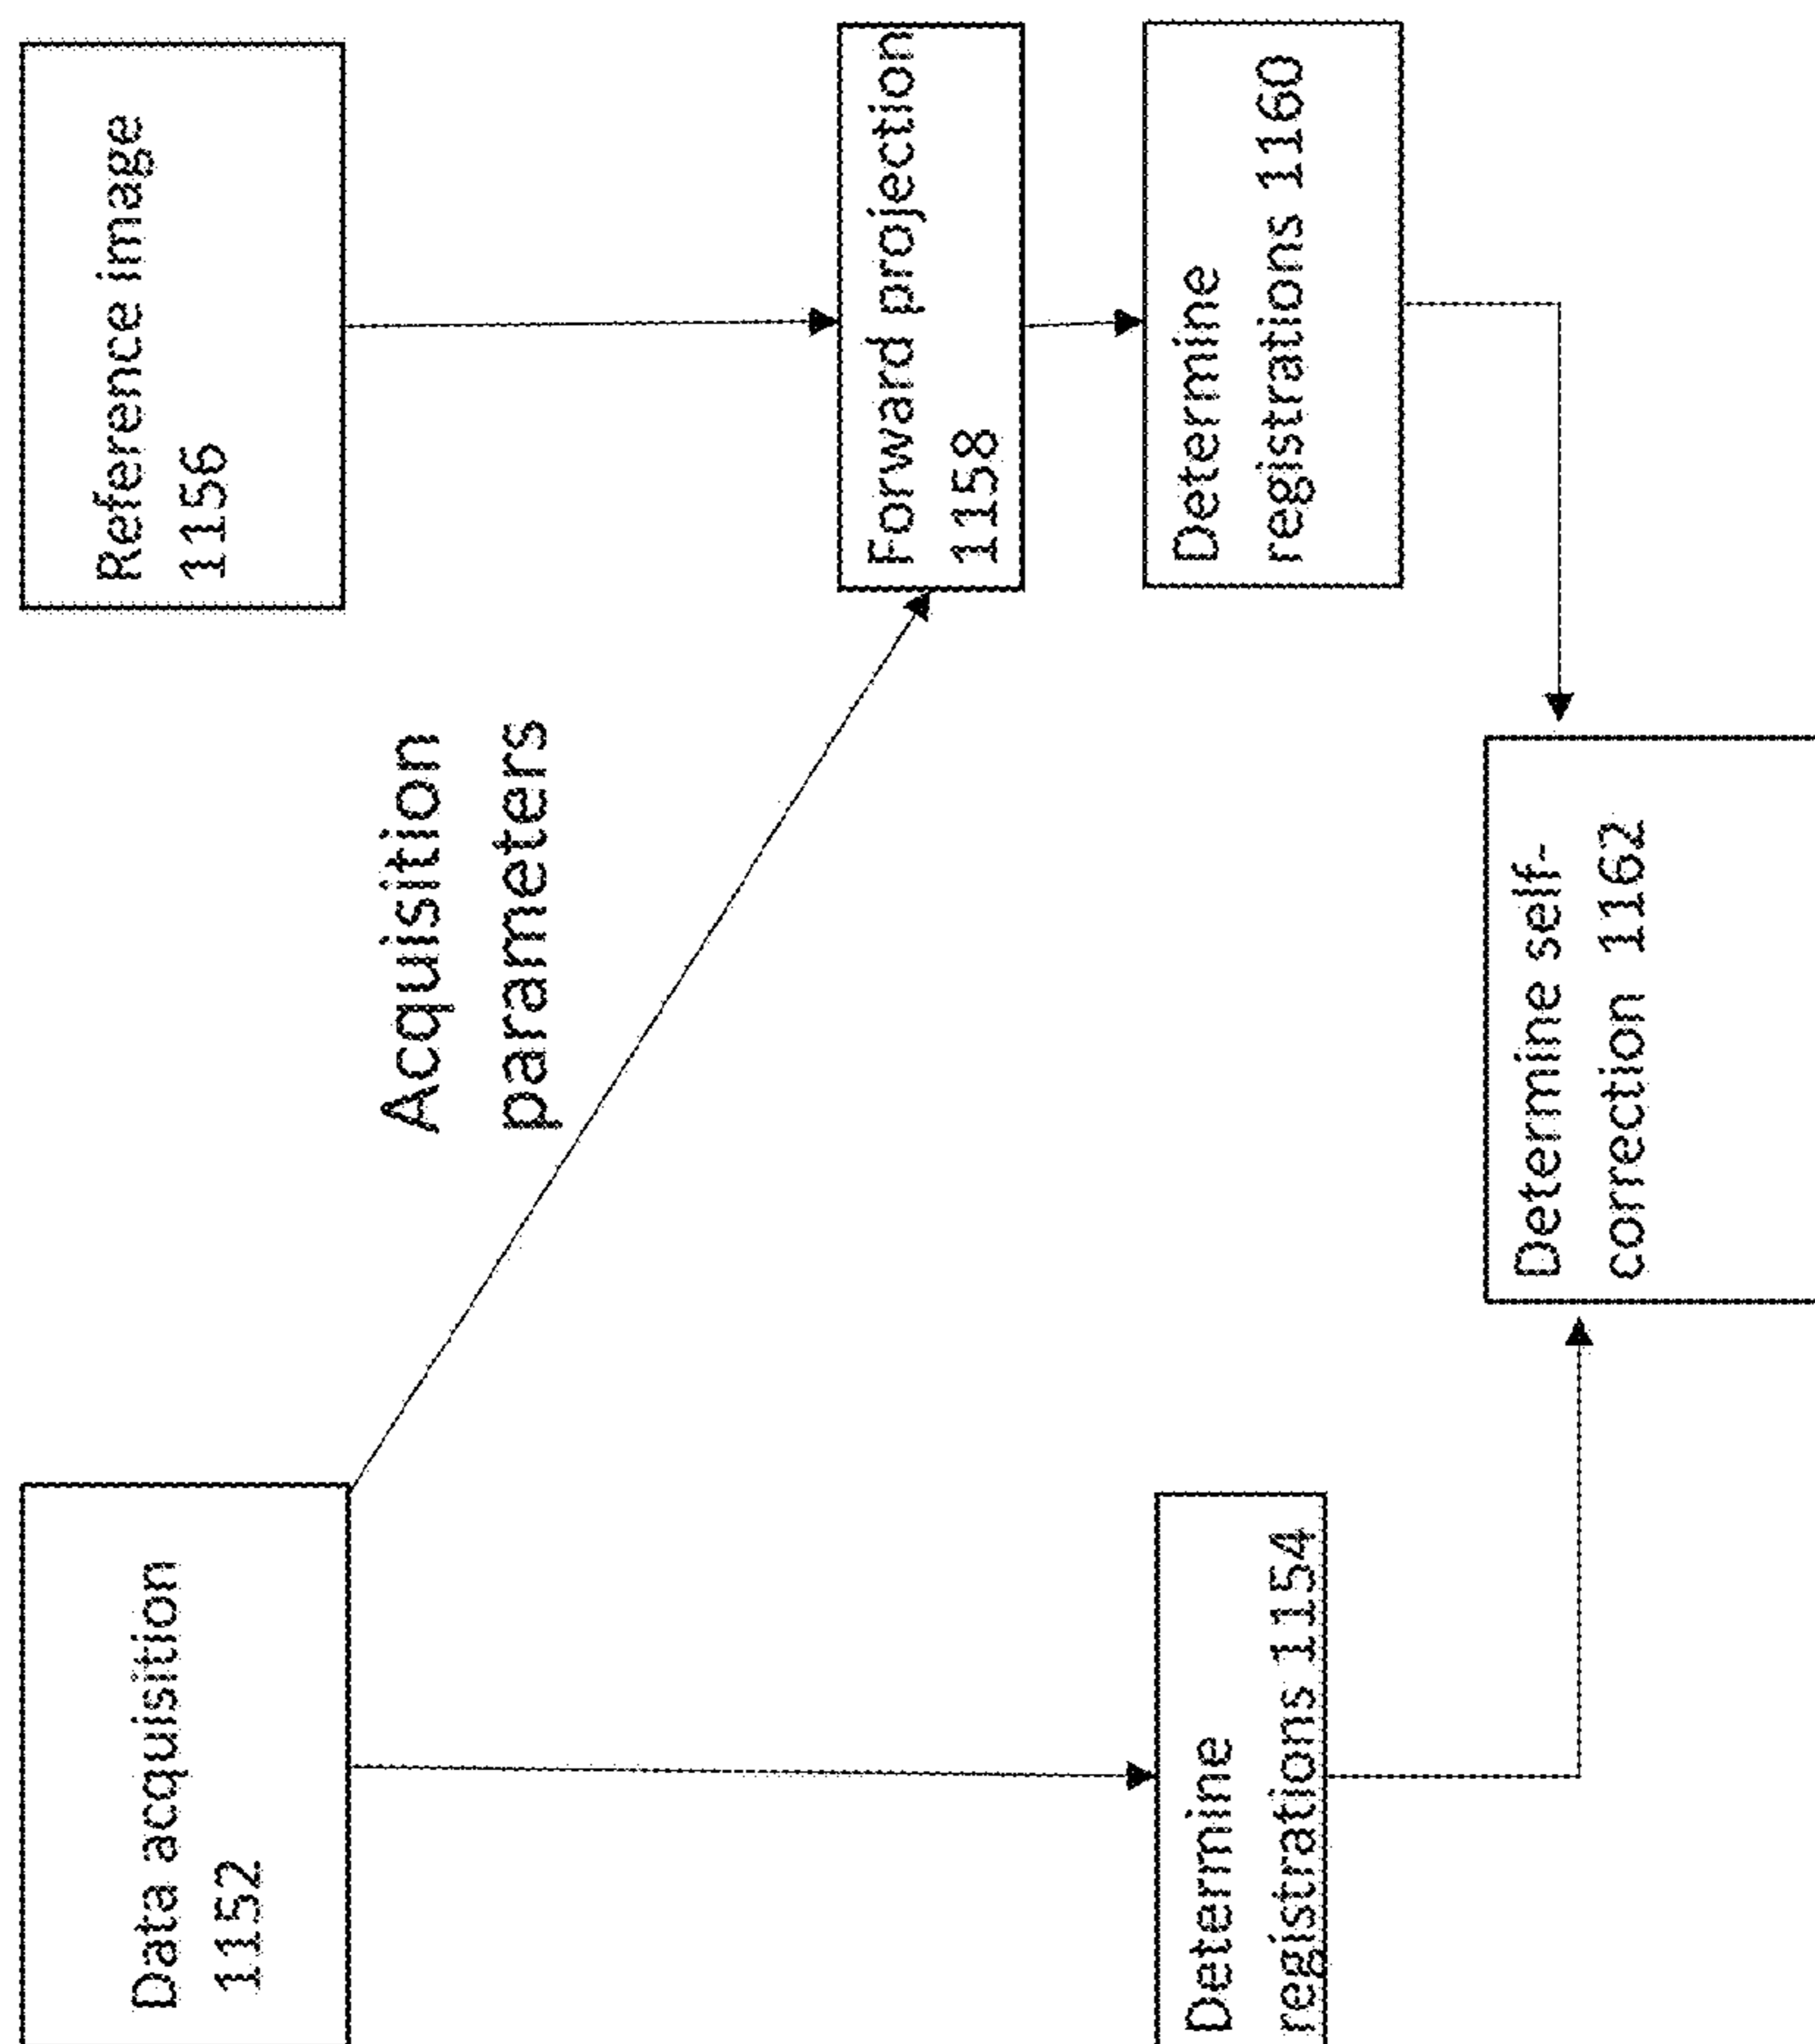 Data acquisition
1152
Reference image
1156
Acquisition
parameters
Forward projection
1158
Determine
registrations 1154
Determine
registrations 1160
Determine self-
correction 1162